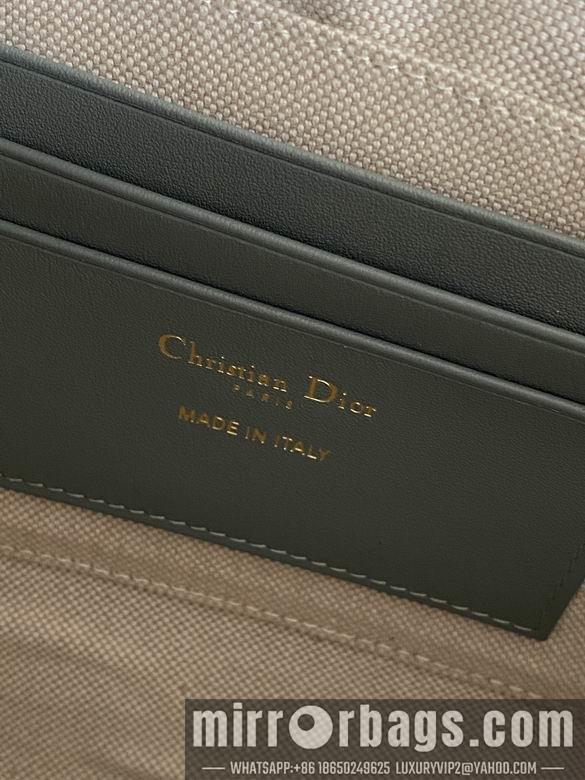 Christian Dior
PARIS
MADE IN ITALY
mirrorbags.com
WHATSAPP:+86 18650249625 LUXURYVIP2@YAHOO.COM